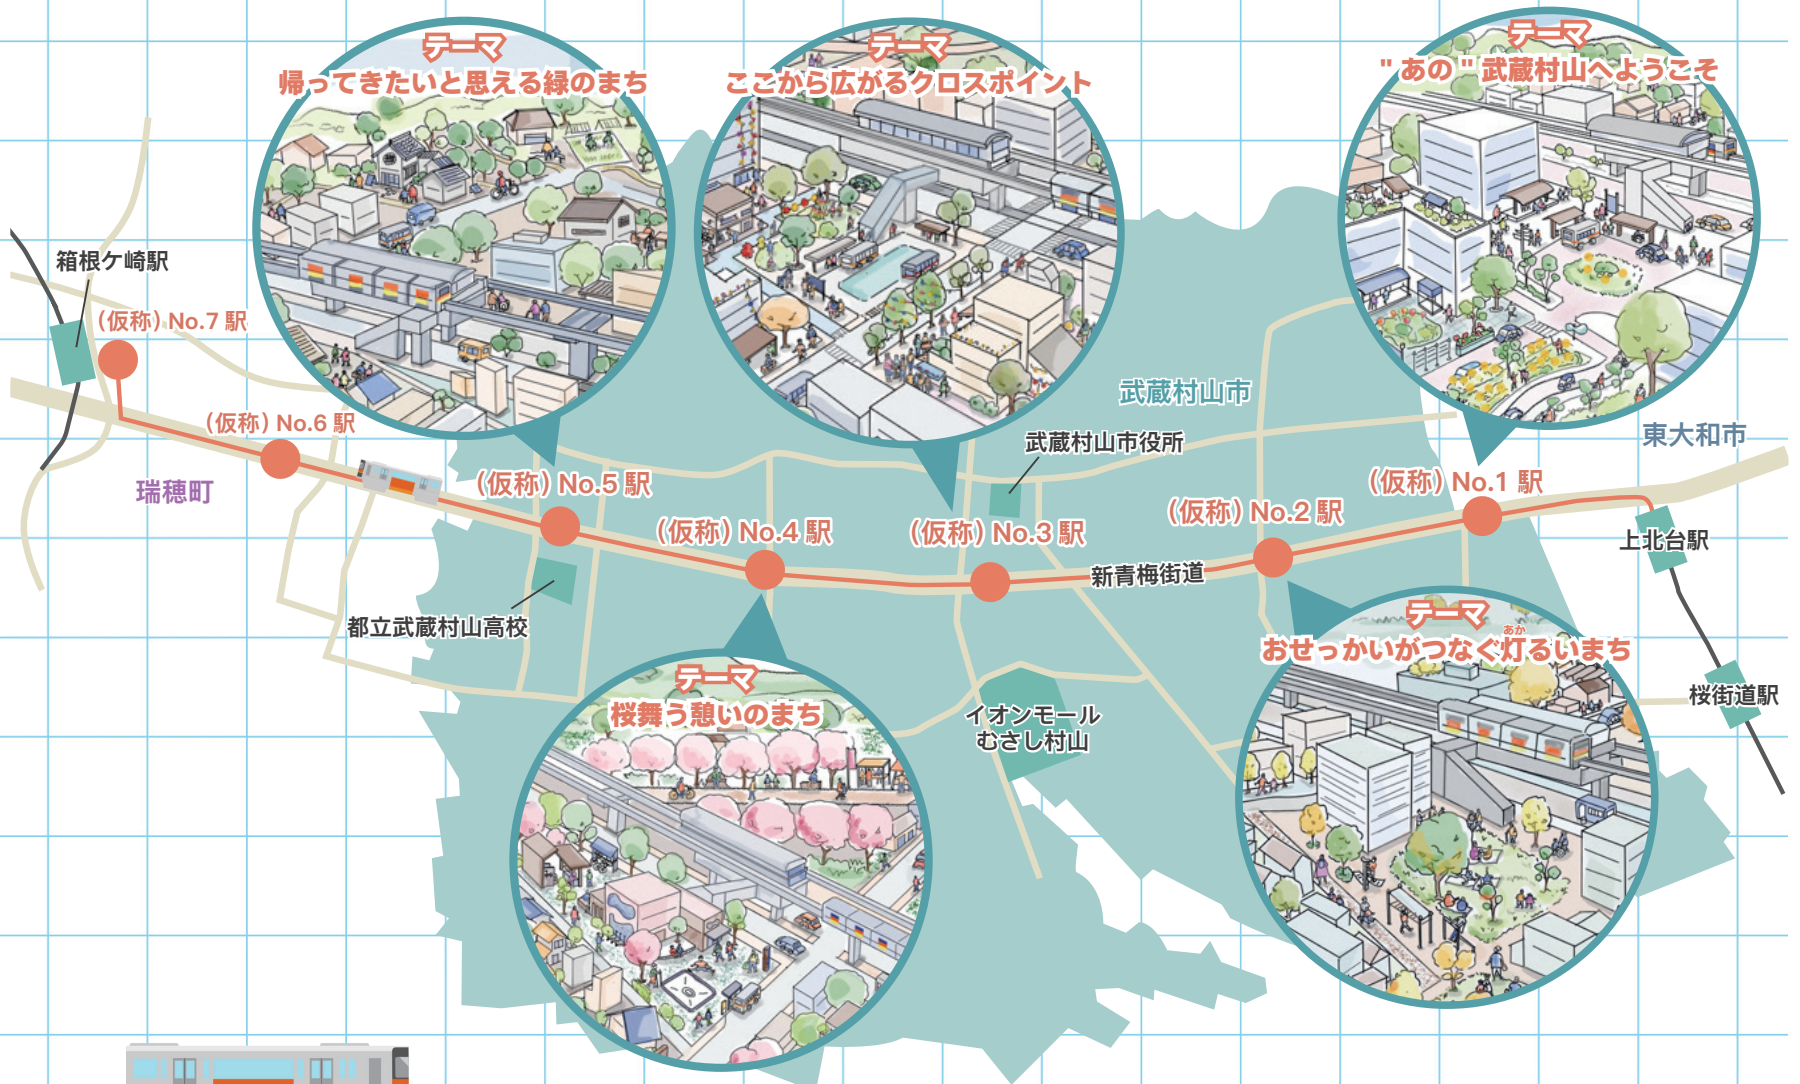 テーマ
帰ってきたいと思える緑のまち
テーマ
ここから広がるクロスポイント
テーマ
"あの"武蔵村山へようこそ
箱根ケ崎駅
(仮称)No.7駅
(仮称)No.6駅
瑞穂町
(仮称)No.5駅
(仮称)No.4駅
(仮称)No.3駅
(仮称)No.2駅
(仮称)No.1駅
武蔵村山市
武蔵村山市役所
東大和市
上北台駅
新青梅街道
都立武蔵村山高校
イオンモール
むさし村山
桜街道駅
テーマ
桜舞う憩いのまち
テーマ
あか
おせっかいがつなぐ灯るいまち